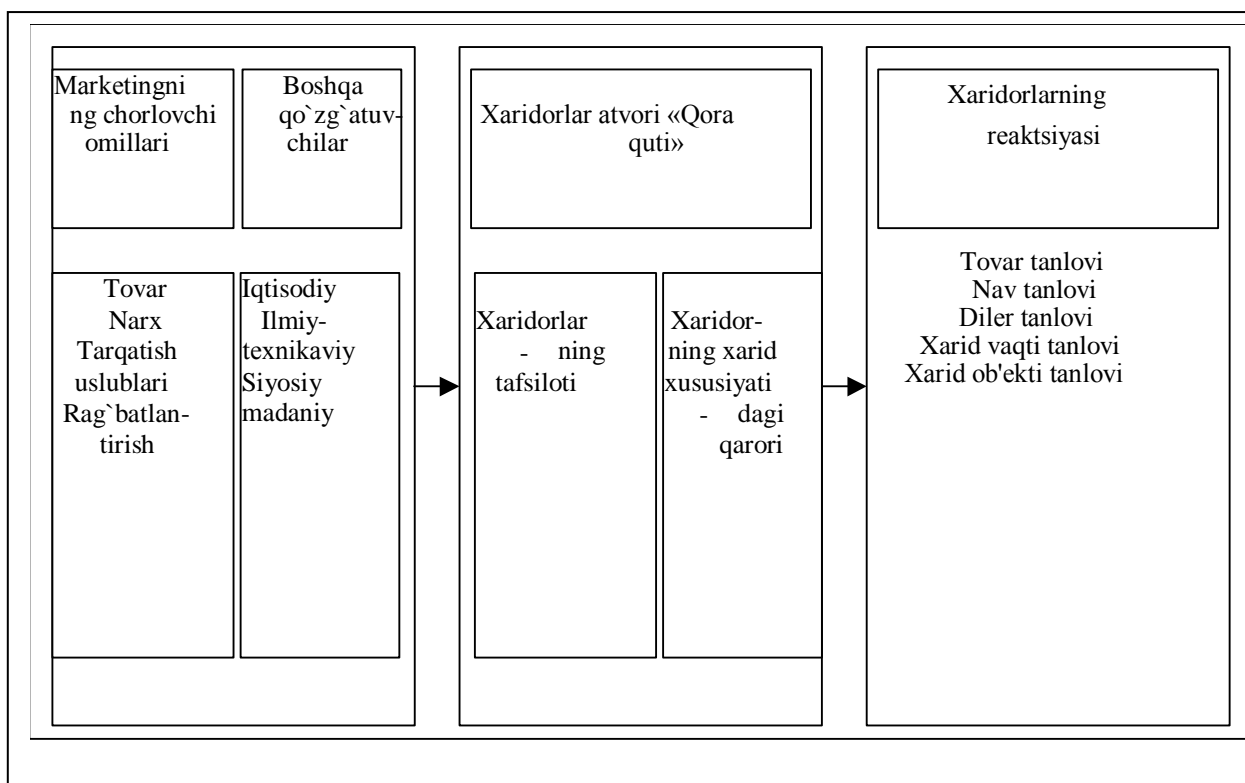 Marketingni
ng chorlovchi
omillari
Boshqa
qo`zg`atuv-
chilar
Tovar
Narx
Tarqatish
uslublari
Rag`batlan-
tirish
Iqtisodiy
Ilmiy-
texnikaviy
Siyosiy
madaniy
Xaridorlar atvori «Qora
quti»
Xaridorlar
- ning
tafsiloti
Xaridor-
ning xarid
xususiyati
- dagi
qarori
Xaridorlarning
reaktsiyasi
Tovar tanlovi
Nav tanlovi
Diler tanlovi
Xarid vaqti tanlovi
Xarid ob'ekti tanlovi